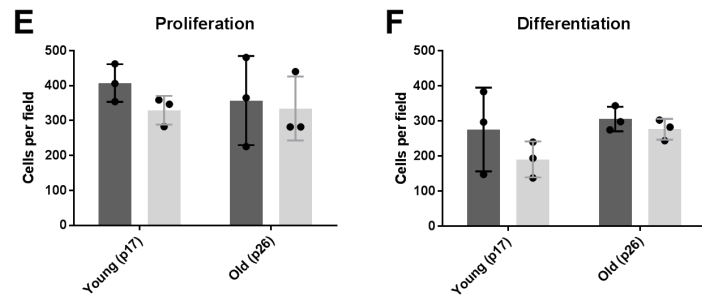 E
Proliferation
Cells per field
500
400
300
200
100
0
Young (p17)
Old (p26)
F
Differentiation
Cells per field
500
400
300
200
100
0
Young (p17)
Old (p26)